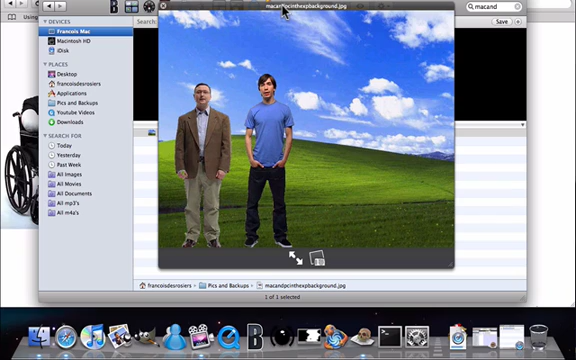 macandpcinthexpbackground.jpg
macand
Using
Search:
Save
DEVICES
Francois Mac
Macintosh HD
iDisk
PLACES
Desktop
francoisdesrosiers
Applications
Pics and Backups
Youtube Videos
Downloads
SEARCH FOR
Today
Yesterday
Past Week
All Images
All Movies
All Documents
All mp3's
All m4a's
francoisdesrosiers
Pics and Backups
macandpcinthexpbackground.jpg
1 of 1 selected